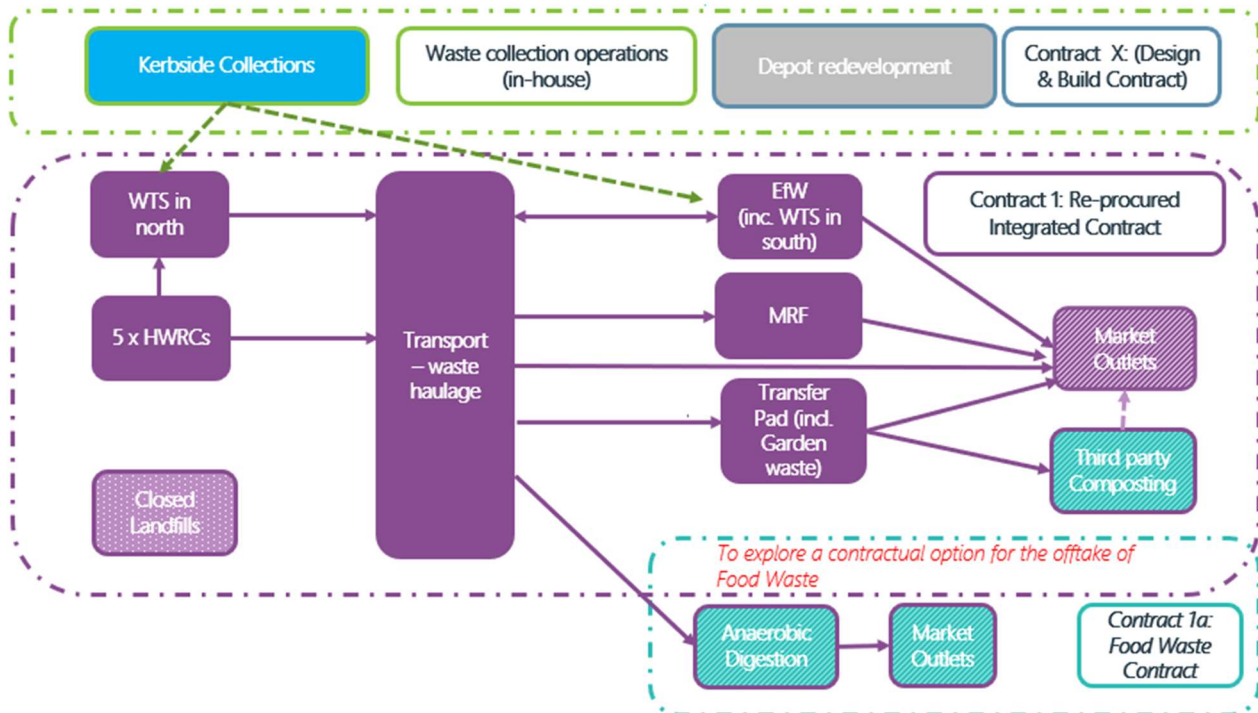 Kerbside Collections
Waste collection operations
(in-house)
Depot redevelopment
Contract X: (Design
& Build Contract)
WTS in
north
5 x HWRCs
Closed
Landfills
Transport
– waste
haulage
EfW
(inc. WTS in
south)
MRF
Transfer
Pad (incl.
Garden
waste)
Contract 1: Re-procured
Integrated Contract
Market
Outlets
Third party
Composting
To explore a contractual option for the offtake of
Food Waste
Anaerobic
Digestion
Market
Outlets
Contract 1a:
Food Waste
Contract